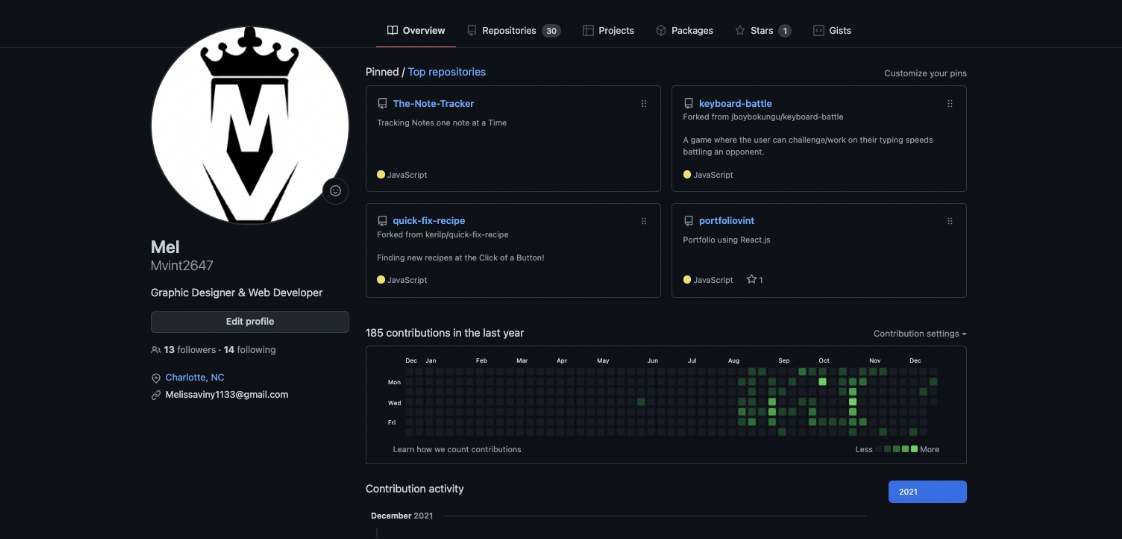 Overview Repositories 30 Projects Packages Stars 1 Gists
Pinned / Top repositories
Customize your pins
The-Note-Tracker
Tracking Notes one note at a Time
JavaScript
keyboard-battle
Forked from jboybokungu/keyboard-battle
A game where the user can challenge/work on their typing speeds
battling an opponent.
JavaScript
quick-fix-recipe
Forked from kerilp/quick-fix-recipe
Finding new recipes at the Click of a Button!
JavaScript
portfoliovint
Portfolio using React.js
JavaScript 1
M
Mel
Mvint2647
Graphic Designer & Web Developer
Edit profile
13 followers · 14 following
Charlotte, NC
Melissaviny1133@gmail.com
185 contributions in the last year
Contribution settings
Dec Jan Feb Mar Apr May Jun Jul Aug Sep Oct Nov Dec
Mon
Wed
Fri
Learn how we count contributions
Less More
Contribution activity
2021
December 2021